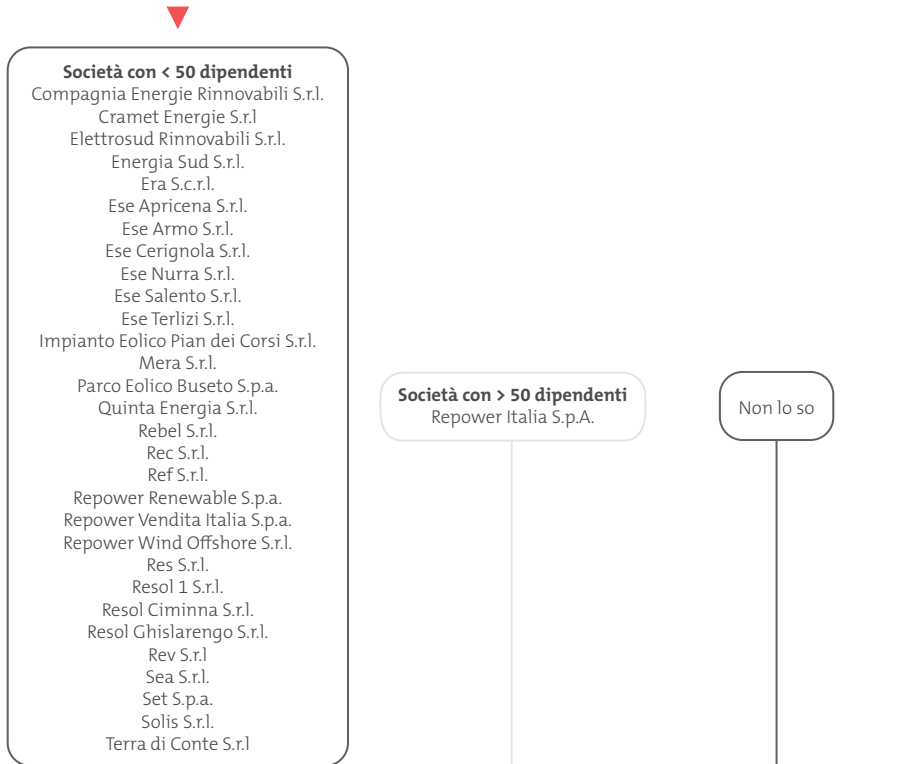 Società con < 50 dipendenti
Compagnia Energie Rinnovabili S.r.l.
Cramet Energie S.r.l
Elettrosud Rinnovabili S.r.l.
Energia Sud S.r.l.
Era S.c.r.l.
Ese Apricena S.r.l.
Ese Armo S.r.l.
Ese Cerignola S.r.l.
Ese Nurra S.r.l.
Ese Salento S.r.l.
Ese Terlizi S.r.l.
Impianto Eolico Pian dei Corsi S.r.l.
Mera S.r.l.
Parco Eolico Buseto S.p.a.
Quinta Energia S.r.l.
Rebel S.r.l.
Rec S.r.l.
Ref S.r.l.
Repower Renewable S.p.a.
Repower Vendita Italia S.p.a.
Repower Wind Offshore S.r.l.
Res S.r.l.
Resol 1 S.r.l.
Resol Ciminna S.r.l.
Resol Ghislarengo S.r.l.
Rev S.r.l
Sea S.r.l.
Set S.p.a.
Solis S.r.l.
Terra di Conte S.r.l
Società con > 50 dipendenti
Repower Italia S.p.A.
Non lo so